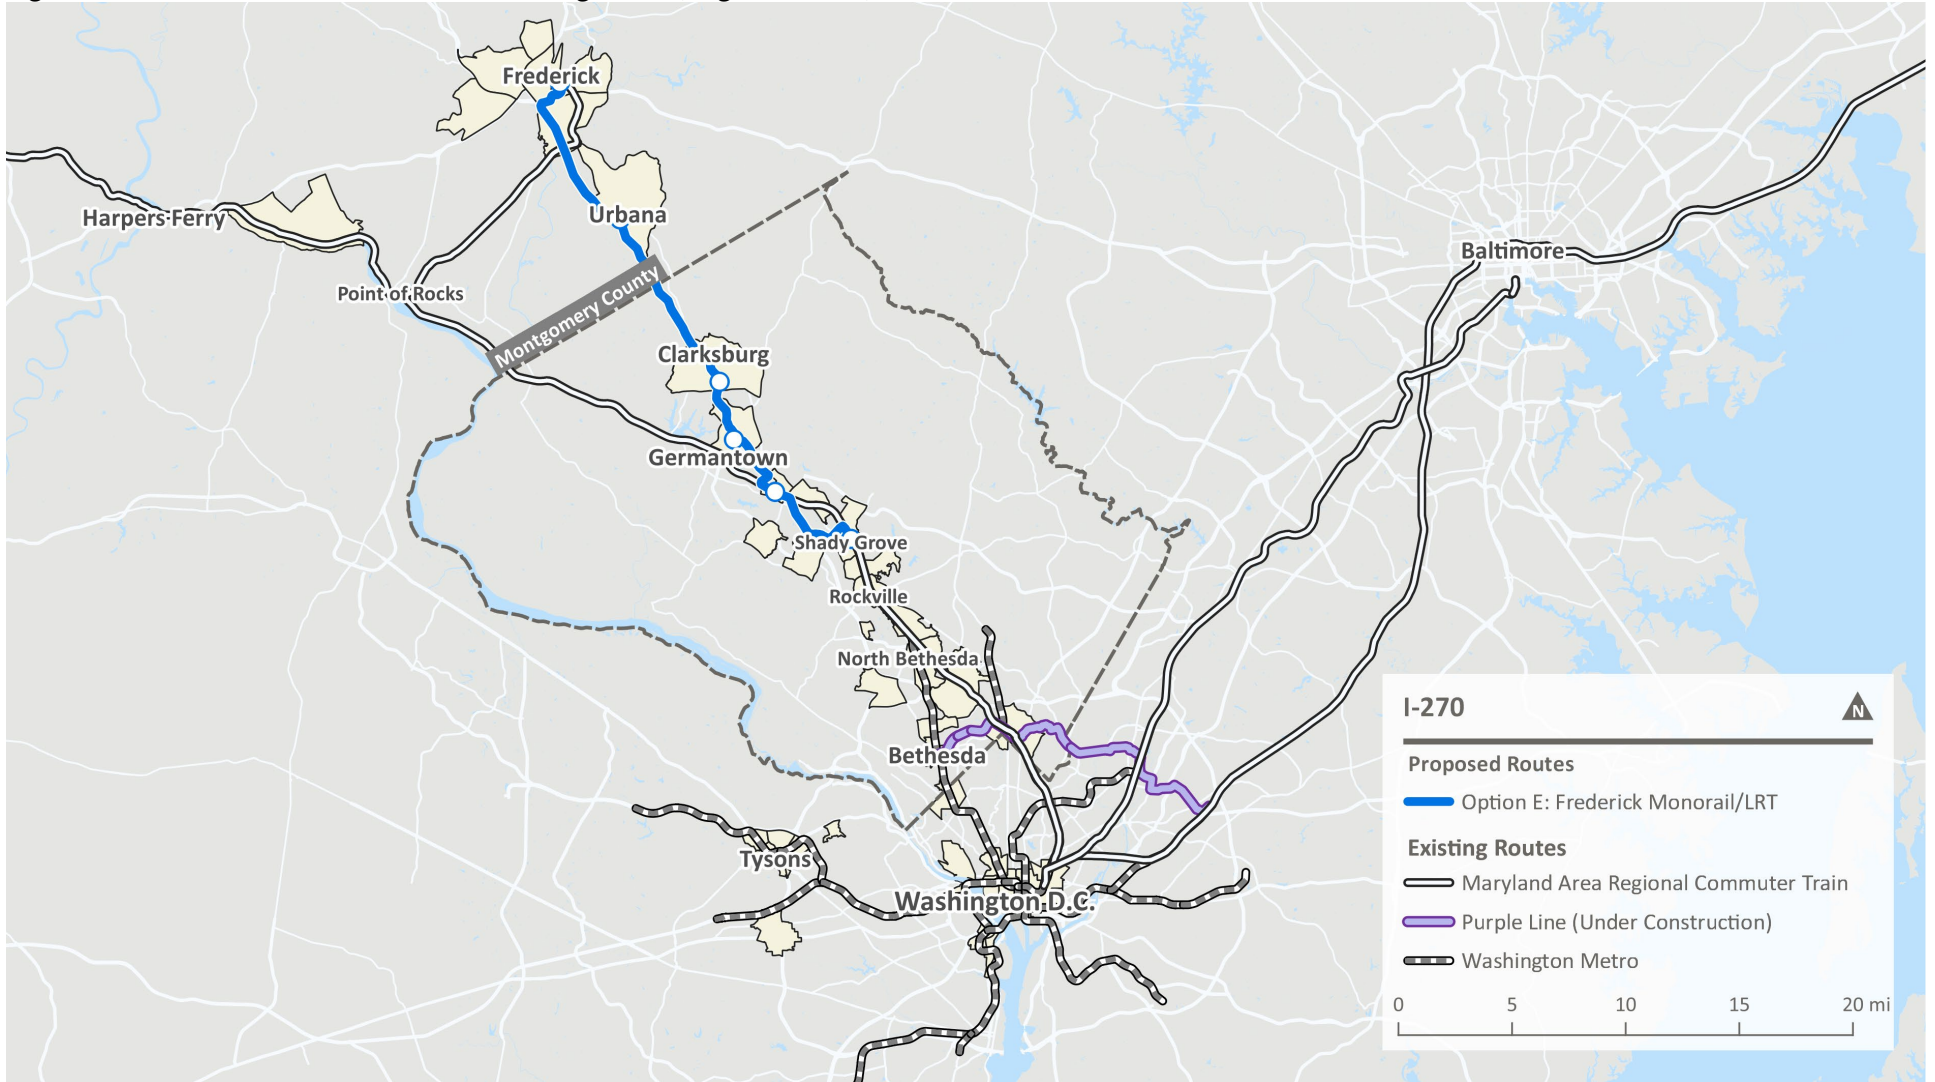 Frederick
Urbana
Harpers Ferry
Point of Rocks
Montgomery County
Baltimore
Clarksburg
Germantown
Shady Grove
Rockville
North Bethesda
Bethesda
Tysons
Washington D.C.
I-270
N
Proposed Routes
Option E: Frederick Monorail/LRT
Existing Routes
Maryland Area Regional Commuter Train
Purple Line (Under Construction)
Washington Metro
0 5 10 15 20 mi